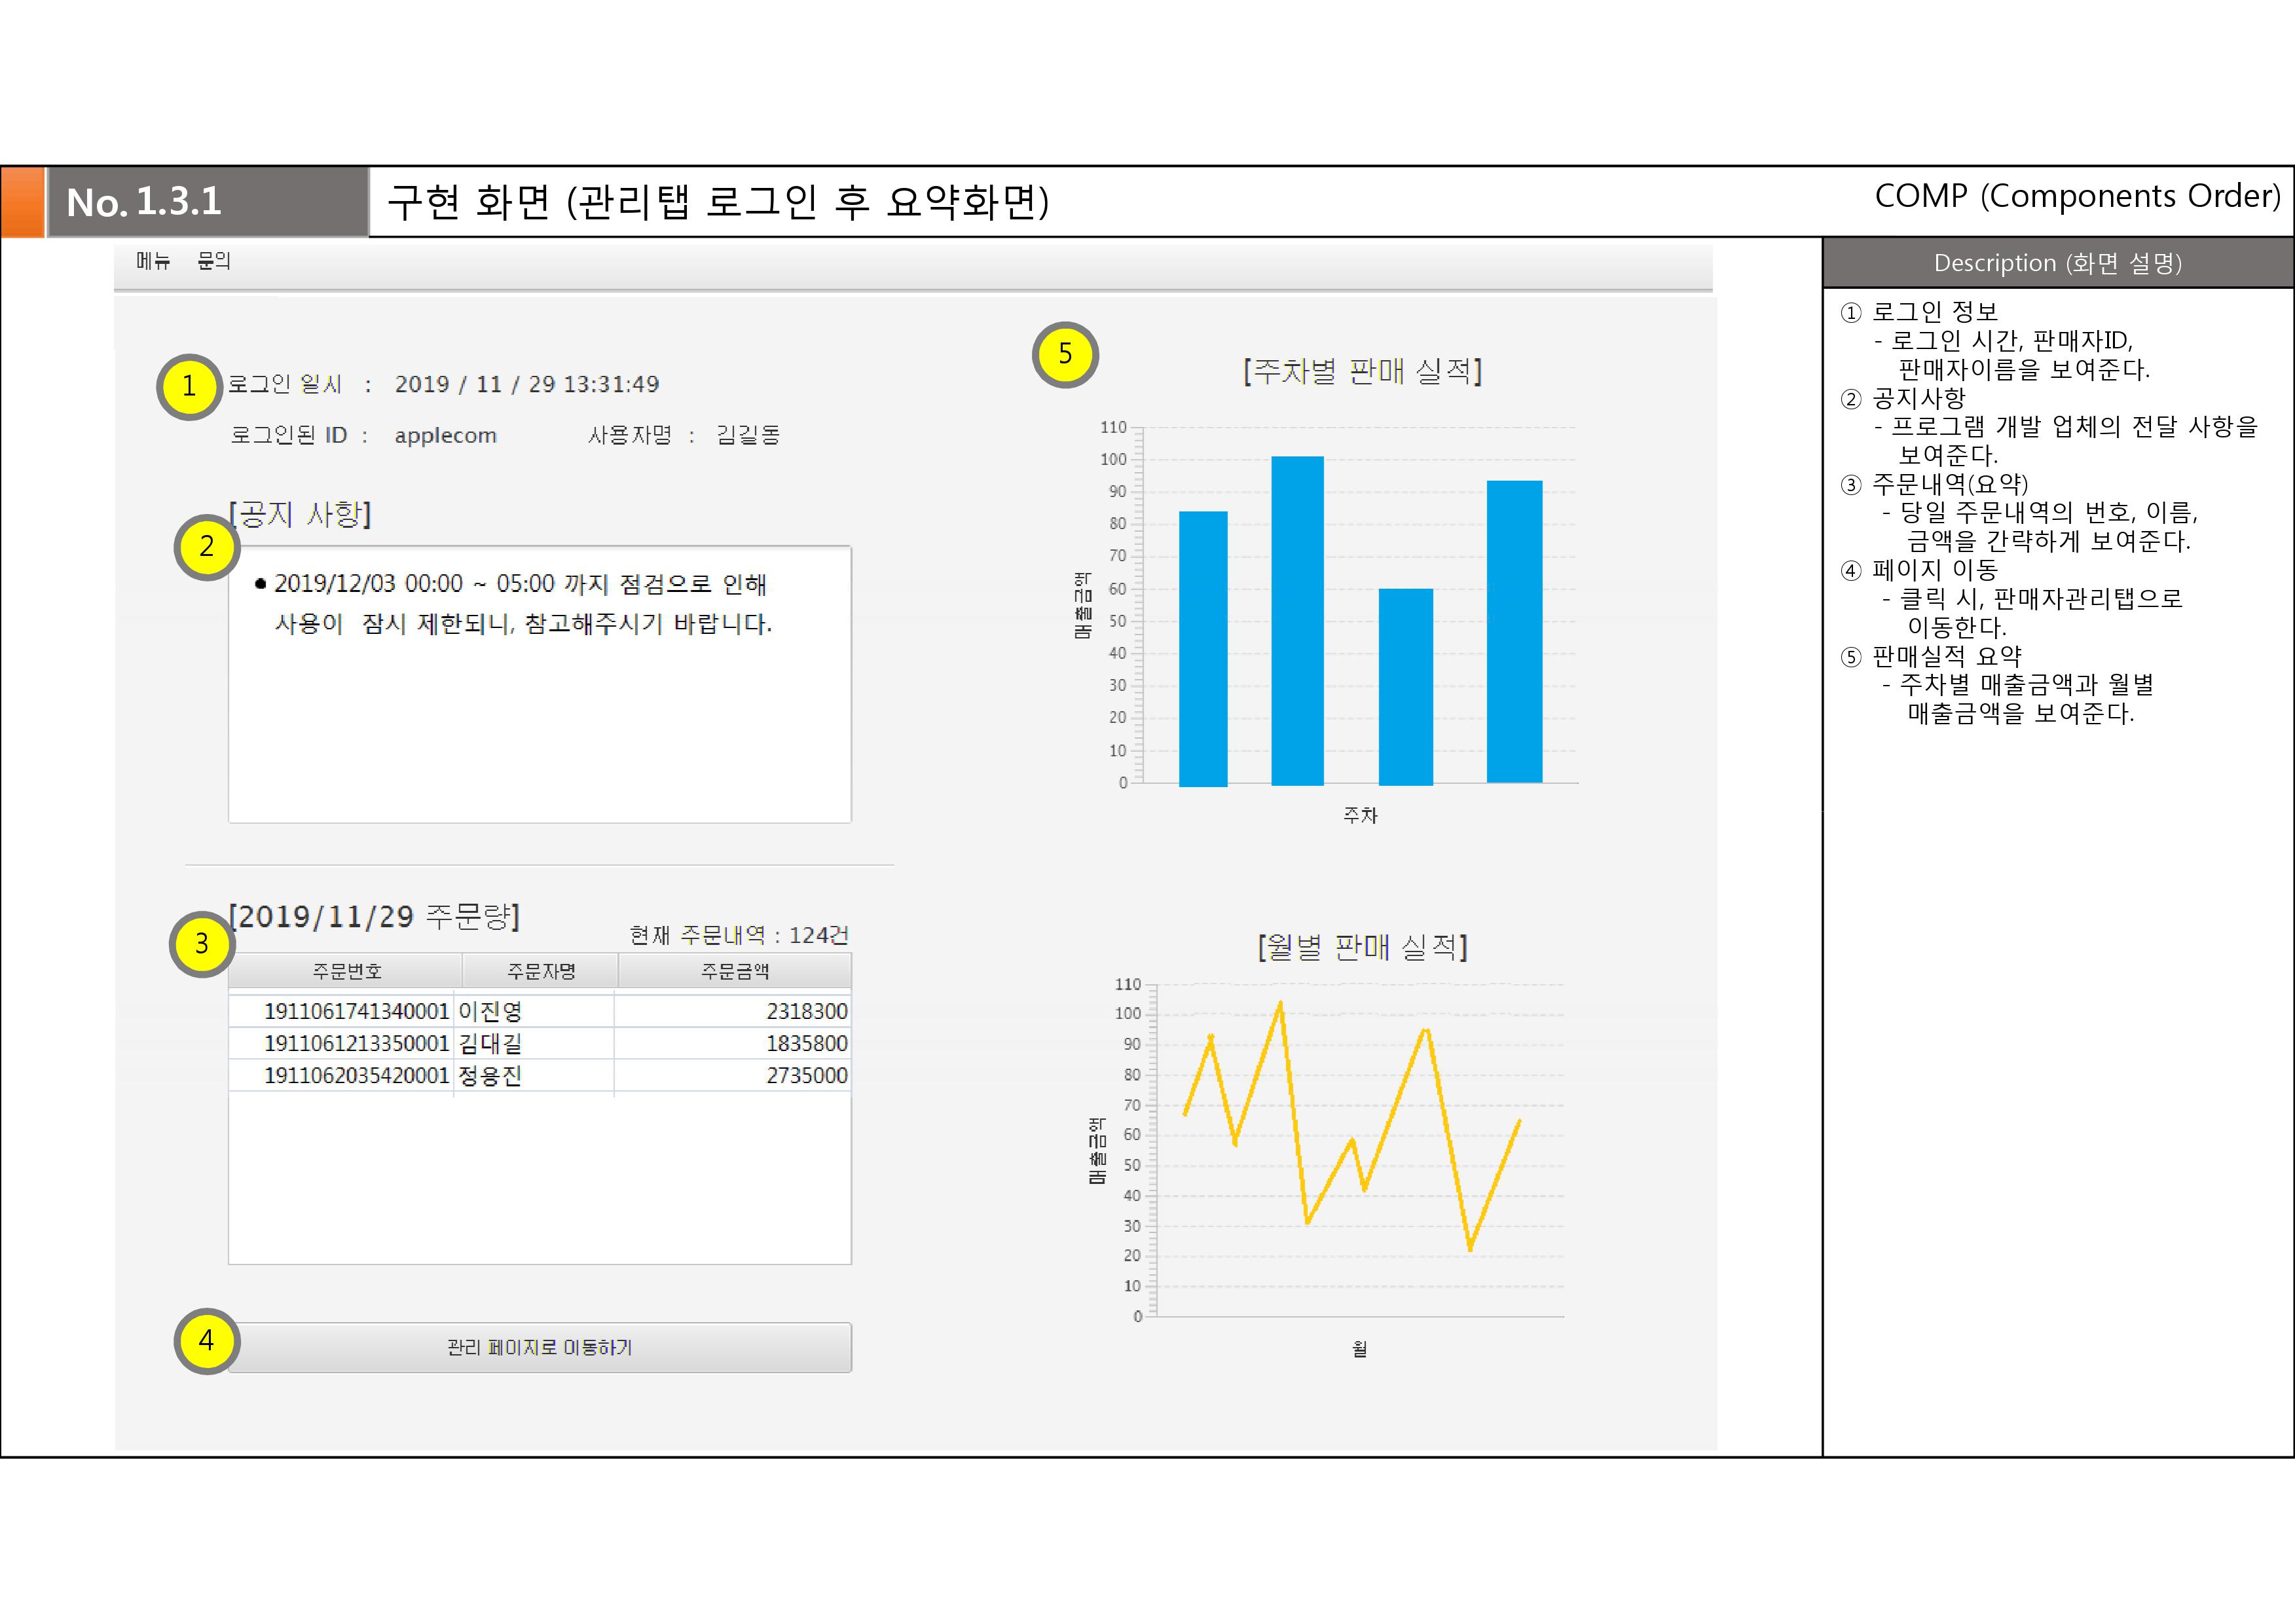 No. 1.3.1
구현 화면 (관리탭 로그인 후 요약화면)
COMP (Components Order)
메뉴 문의
1
로그인 일시 : 2019 / 11 / 29 13:31:49
로그인된 ID : applecom 사용자명 : 김길동
[공지 사항]
2
● 2019/12/03 00:00 ~ 05:00 까지 점검으로 인해
사용이 잠시 제한되니, 참고해주시기 바랍니다.
3
[2019/11/29 주문량]
현재 주문내역 : 124건
주문번호 주문자명 주문금액
1911061741340001 이진영 2318300
1911061213350001 김대길 1835800
1911062035420001 정용진 2735000
4
관리 페이지로 이동하기
5
[주차별 판매 실적]
110
100
90
80
70
60
50
40
30
20
10
0
매출금액
주차
[월별 판매 실적]
110
100
90
80
70
60
50
40
30
20
10
0
매출금액
월
Description (화면 설명)
① 로그인 정보
- 로그인 시간, 판매자ID,
판매자이름을 보여준다.
② 공지사항
- 프로그램 개발 업체의 전달 사항을
보여준다.
③ 주문내역(요약)
- 당일 주문내역의 번호, 이름,
금액을 간략하게 보여준다.
④ 페이지 이동
- 클릭 시, 판매자관리탭으로
이동한다.
⑤ 판매실적 요약
- 주차별 매출금액과 월별
매출금액을 보여준다.